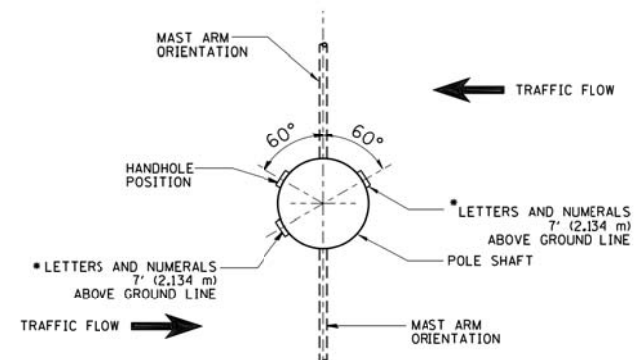 MAST ARM
ORIENTATION
TRAFFIC FLOW
60°
60°
HANDHOLE
POSITION
*LETTERS AND NUMERALS
7' (2.134 m)
ABOVE GROUND LINE
POLE SHAFT
*LETTERS AND NUMERALS
7' (2.134 m)
ABOVE GROUND LINE
TRAFFIC FLOW
MAST ARM
ORIENTATION